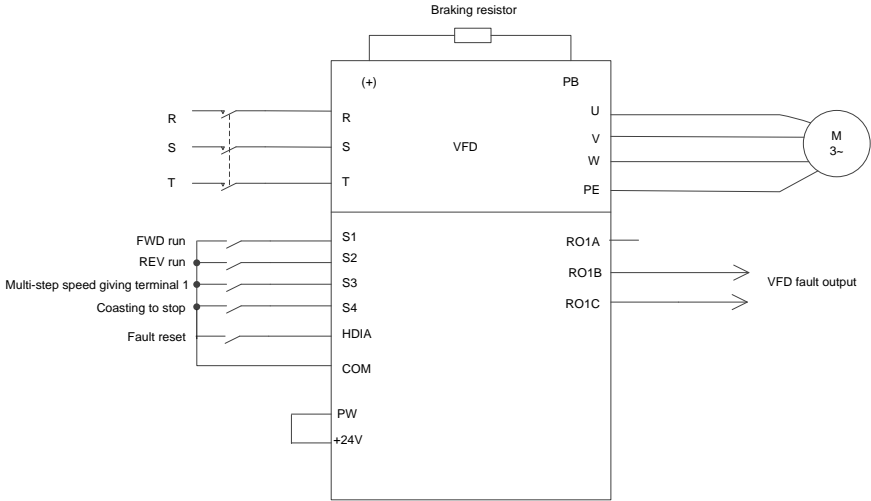 Braking resistor
(+)
PB
R
R
S
S
T
T
VFD
U
V
W
PE
M
3~
FWD run
S1
REV run
S2
Multi-step speed giving terminal 1
S3
Coasting to stop
S4
Fault reset
HDIA
COM
PW
+24V
RO1A
RO1B
RO1C
VFD fault output